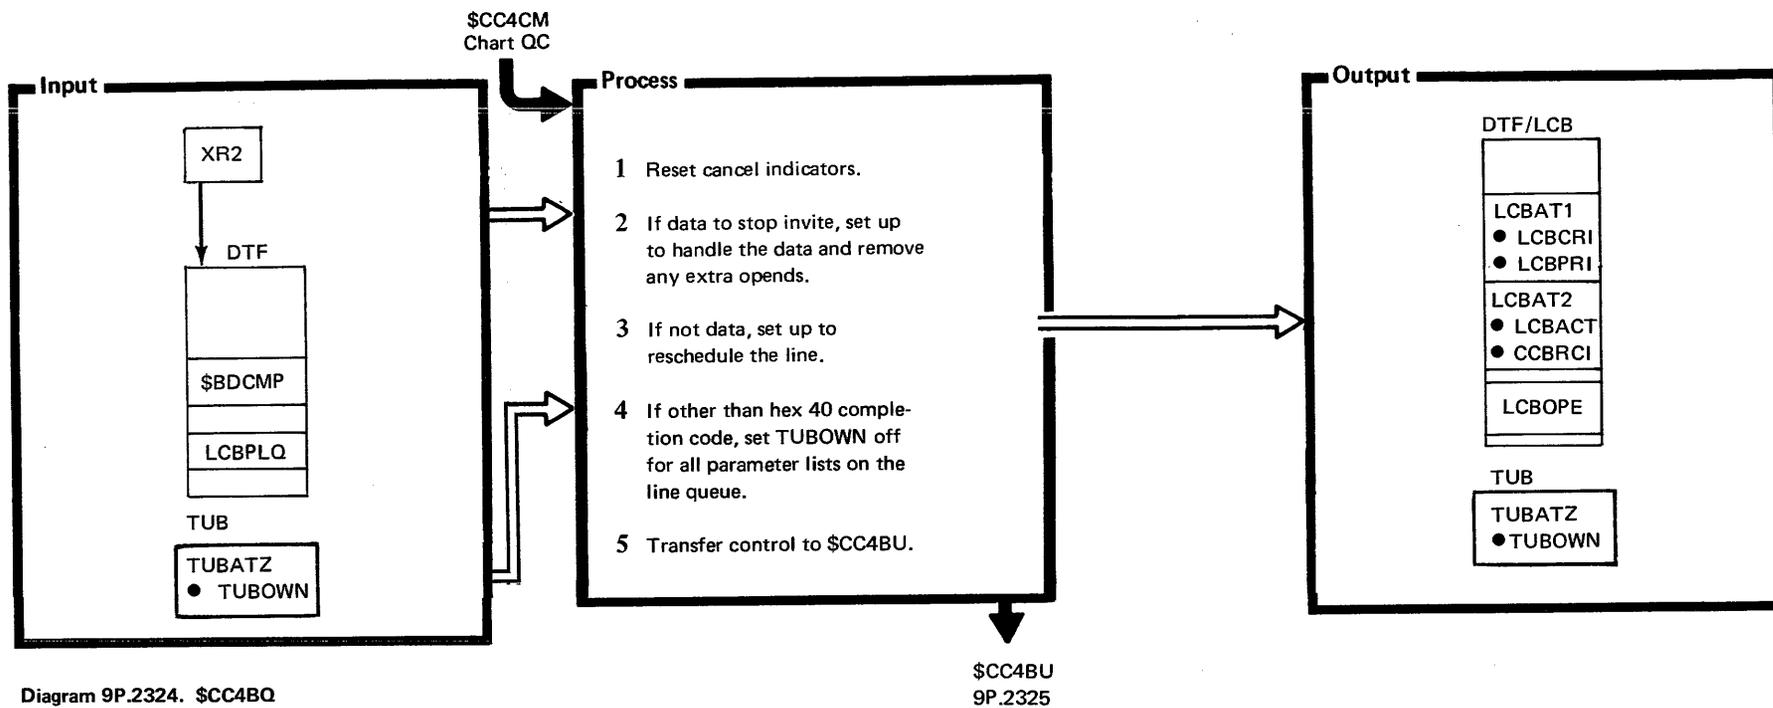 $CC4CM
Chart QC
Input
XR2
DTF
$BDCMP
LCBPLQ
TUB
TUBATZ
● TUBOWN
Process
1 Reset cancel indicators.
2 If data to stop invite, set up
to handle the data and remove
any extra opends.
3 If not data, set up to
reschedule the line.
4 If other than hex 40 comple-
tion code, set TUBOWN off
for all parameter lists on the
line queue.
5 Transfer control to $CC4BU.
$CC4BU
9P.2325
Output
DTF/LCB
LCBAT1
● LCBCRI
● LCBPRI
LCBAT2
● LCBACT
● CCBRCI
LCBOPE
TUB
TUBATZ
● TUBOWN
Diagram 9P.2324. $CC4BQ